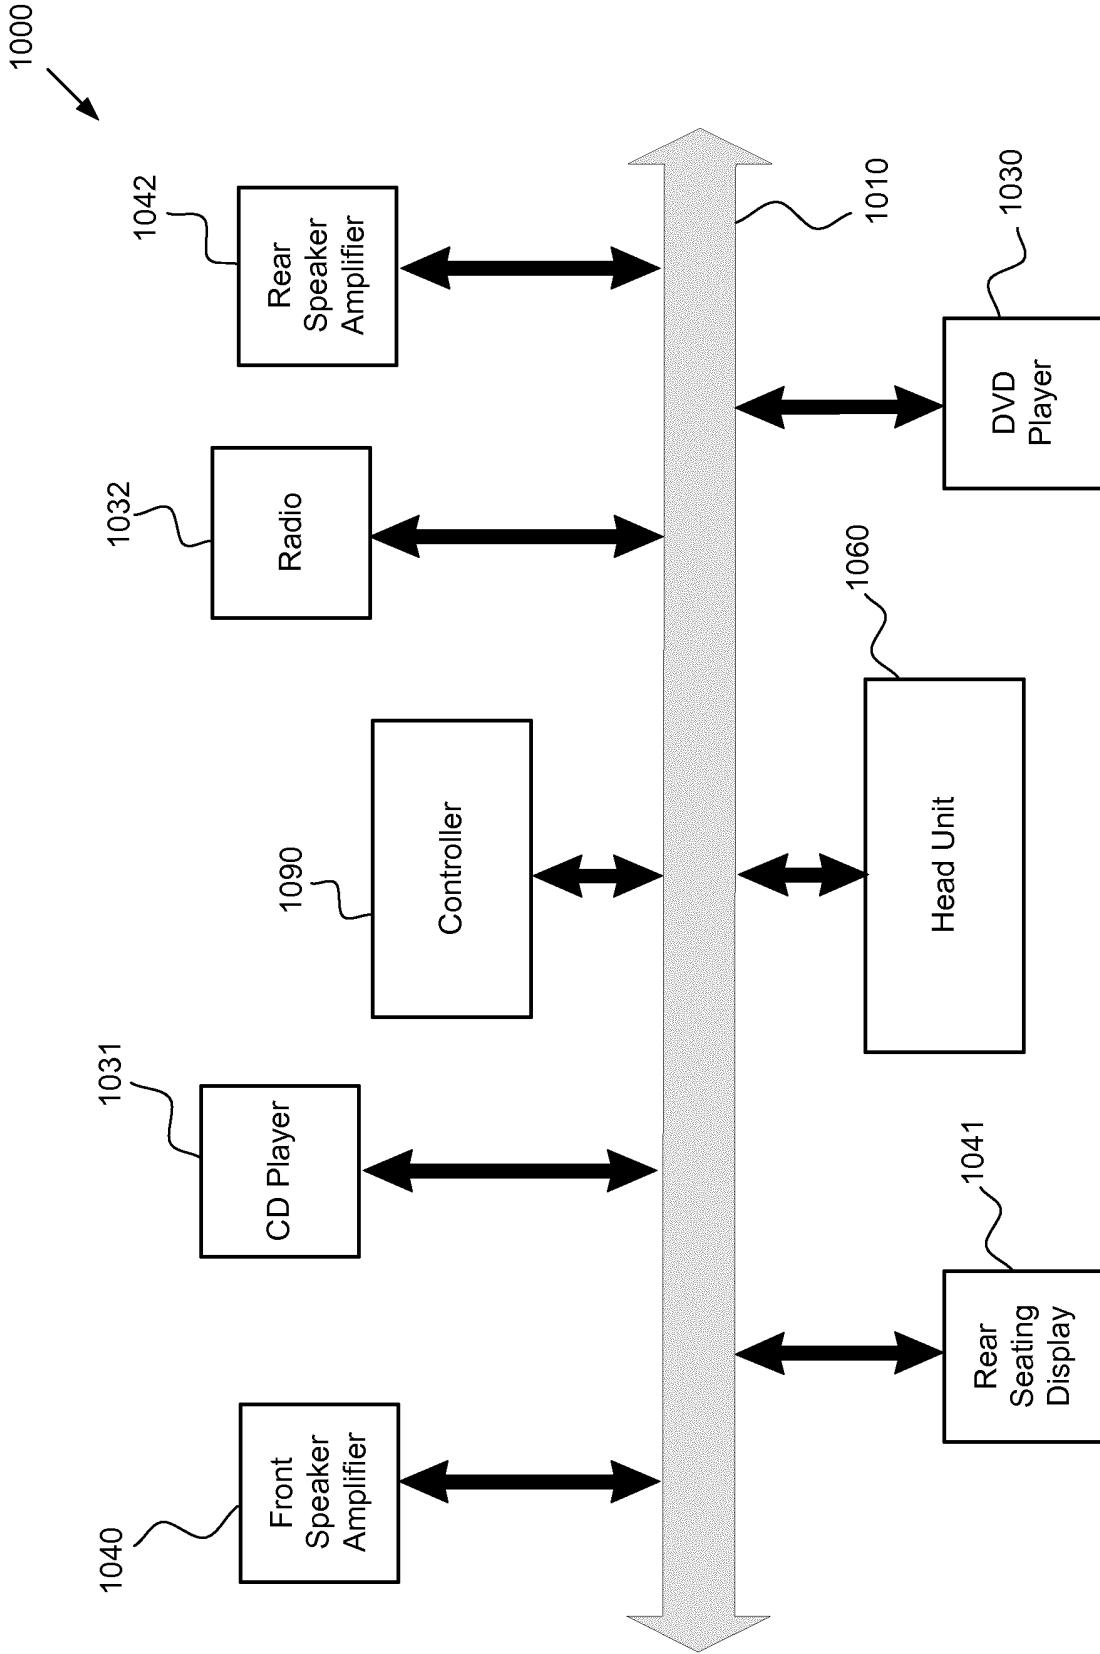 1000
1040
Front
Speaker
Amplifier
1031
CD Player
1090
Controller
1032
Radio
1042
Rear
Speaker
Amplifier
1010
1041
Rear
Seating
Display
1060
Head Unit
1030
DVD
Player